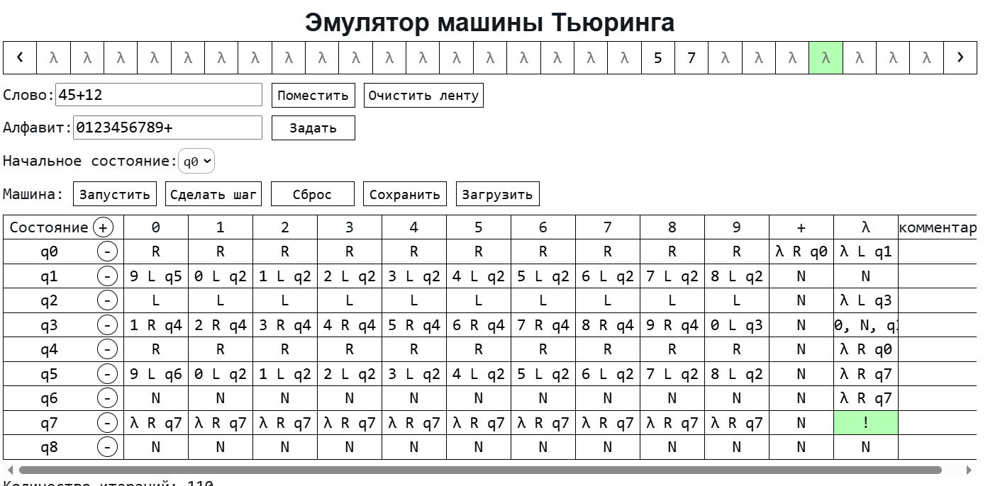 Эмулятор машины Тьюринга
‹ λ λ λ λ λ λ λ λ λ λ λ λ λ λ λ λ λ λ 5 7 λ λ λ λ λ λ λ ›
Слово: 45+12 Поместить Очистить ленту
Алфавит: 0123456789+ Задать
Начальное состояние: q0
Машина: Запустить Сделать шаг Сброс Сохранить Загрузить
Состояние + 0 1 2 3 4 5 6 7 8 9 + λ комментар
q0 - R R R R R R R R R R λ R q0 λ L q1
q1 - 9 L q5 0 L q2 1 L q2 2 L q2 3 L q2 4 L q2 5 L q2 6 L q2 7 L q2 8 L q2 N N
q2 - L L L L L L L L L L N λ L q3
q3 - 1 R q4 2 R q4 3 R q4 4 R q4 5 R q4 6 R q4 7 R q4 8 R q4 9 R q4 0 L q3 N 0, N, q
q4 - R R R R R R R R R R N λ R q0
q5 - 9 L q6 0 L q2 1 L q2 2 L q2 3 L q2 4 L q2 5 L q2 6 L q2 7 L q2 8 L q2 N λ R q7
q6 - N N N N N N N N N N N λ R q7
q7 - λ R q7 λ R q7 λ R q7 λ R q7 λ R q7 λ R q7 λ R q7 λ R q7 λ R q7 λ R q7 N !
q8 - N N N N N N N N N N N N
Количество итераций: 110